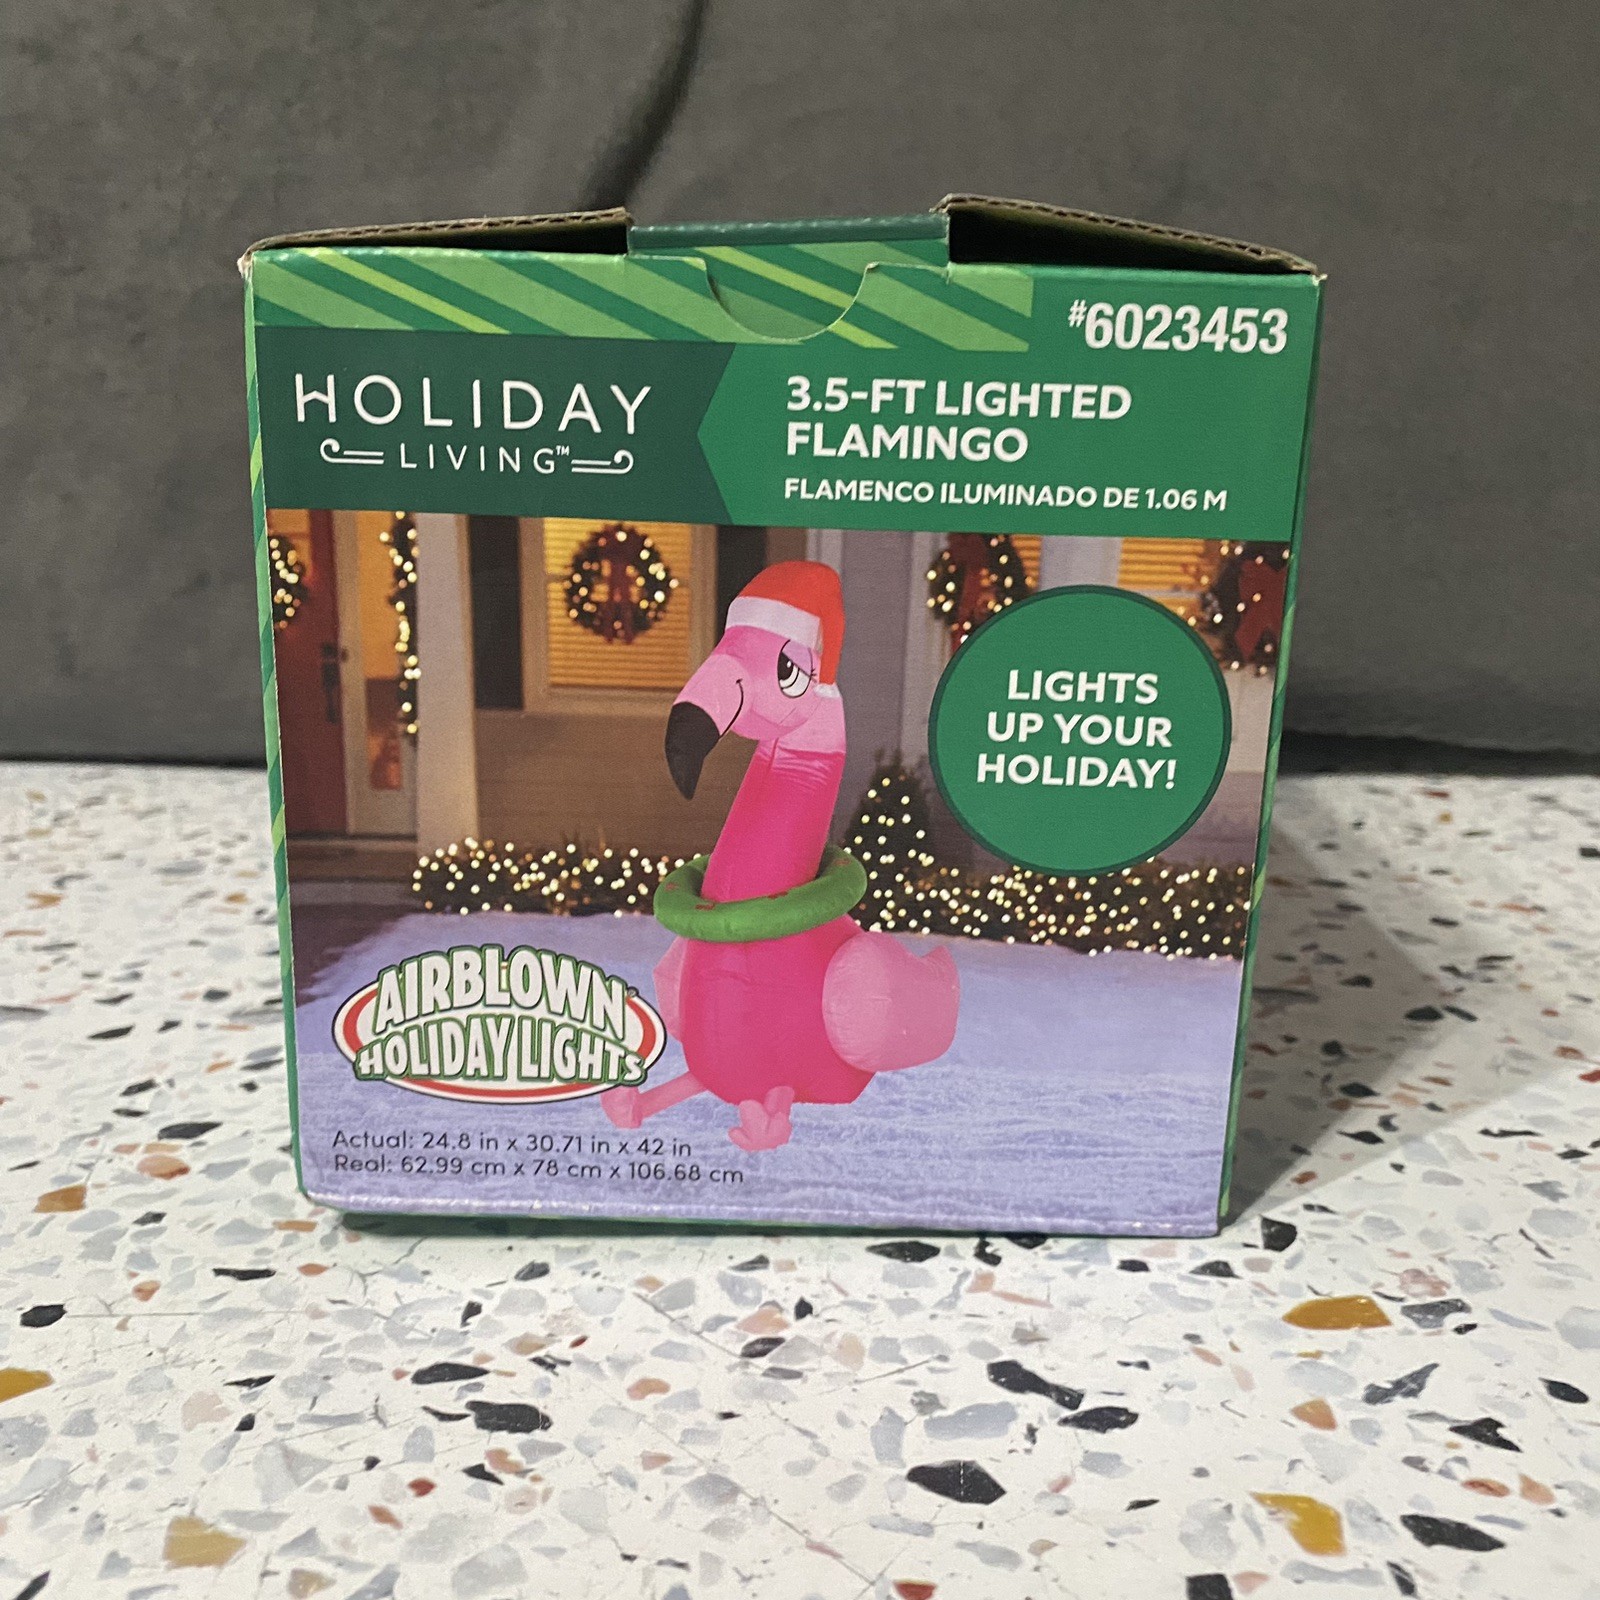 #6023453
HOLIDAY
LIVING™
3.5-FT LIGHTED
FLAMINGO
FLAMENCO ILUMINADO DE 1.06 M
LIGHTS
UP YOUR
HOLIDAY!
AIRBLOWN®
HOLIDAY LIGHTS
Actual: 24.8 in x 30.71 in x 42 in
Real: 62.99 cm x 78 cm x 106.68 cm